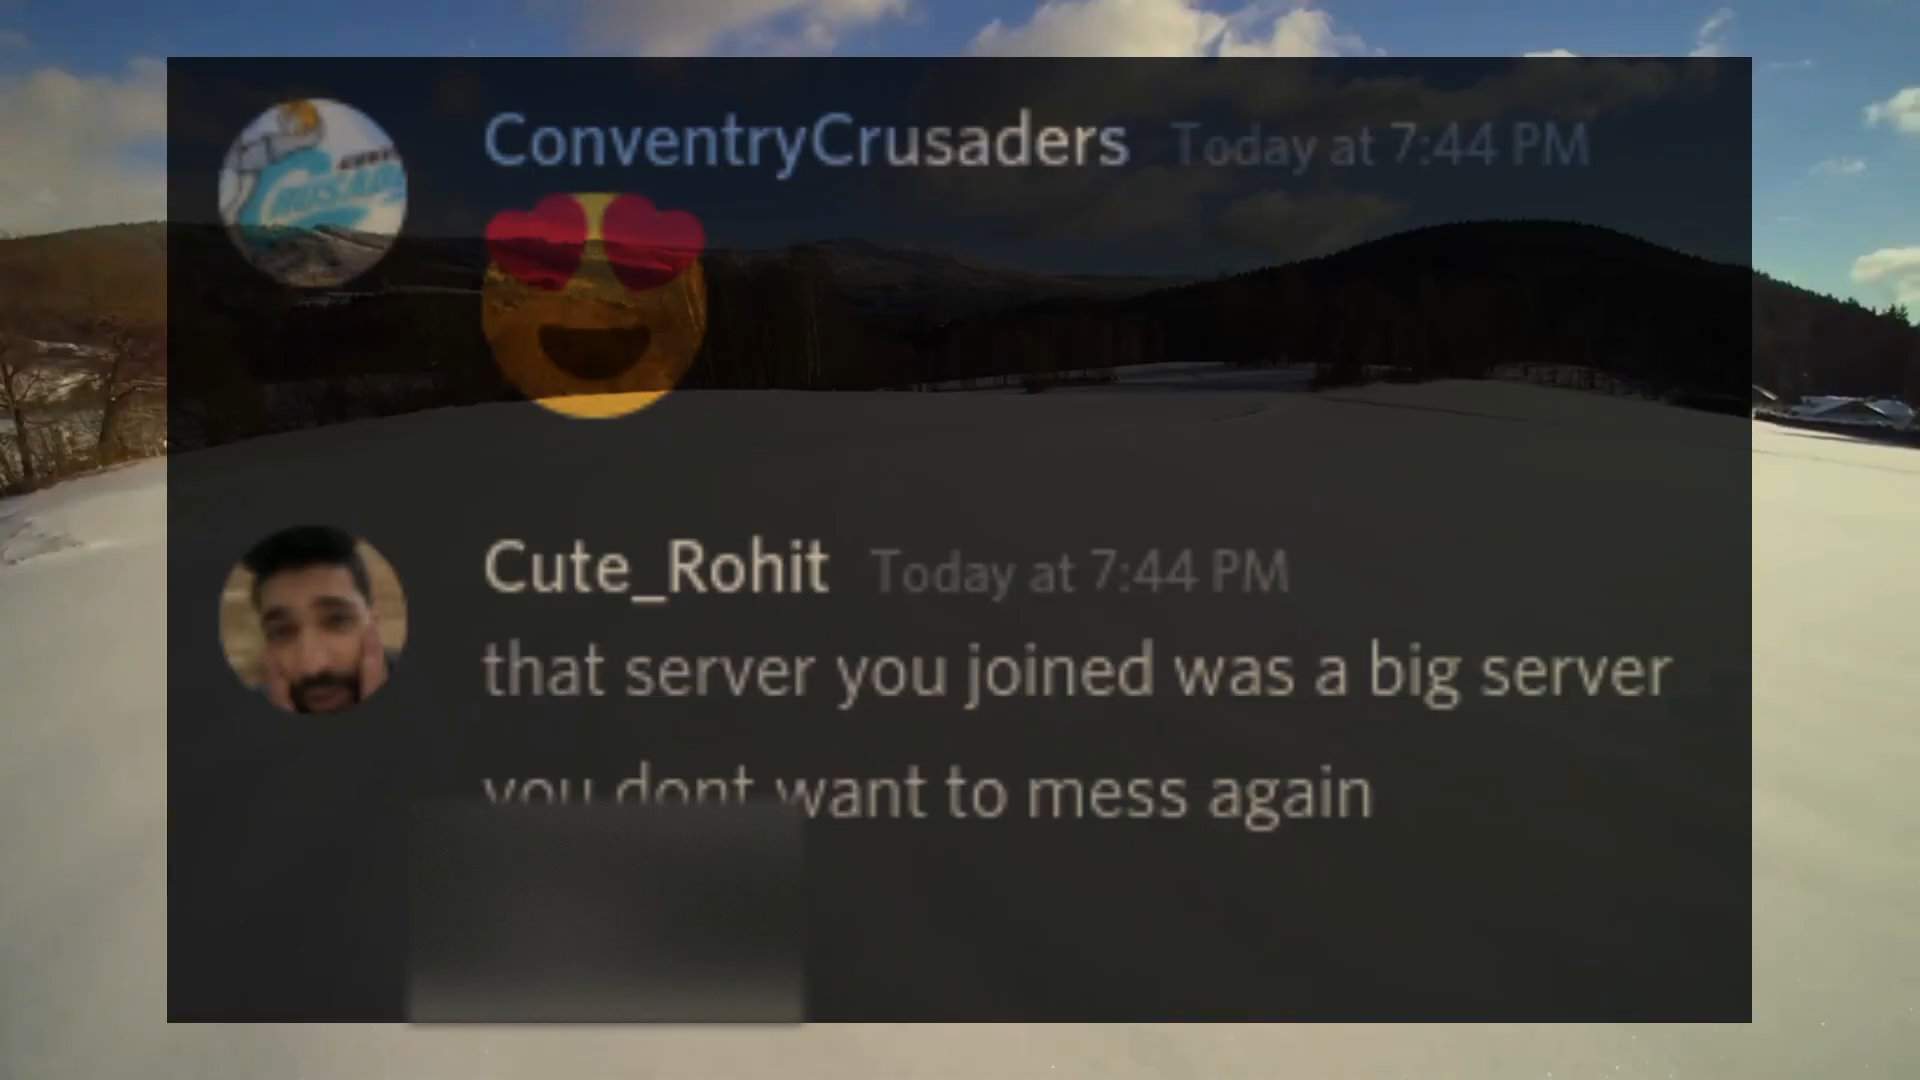 ConventryCrusaders Today at 7:44 PM
Cute_Rohit Today at 7:44 PM
that server you joined was a big server
you dont want to mess again